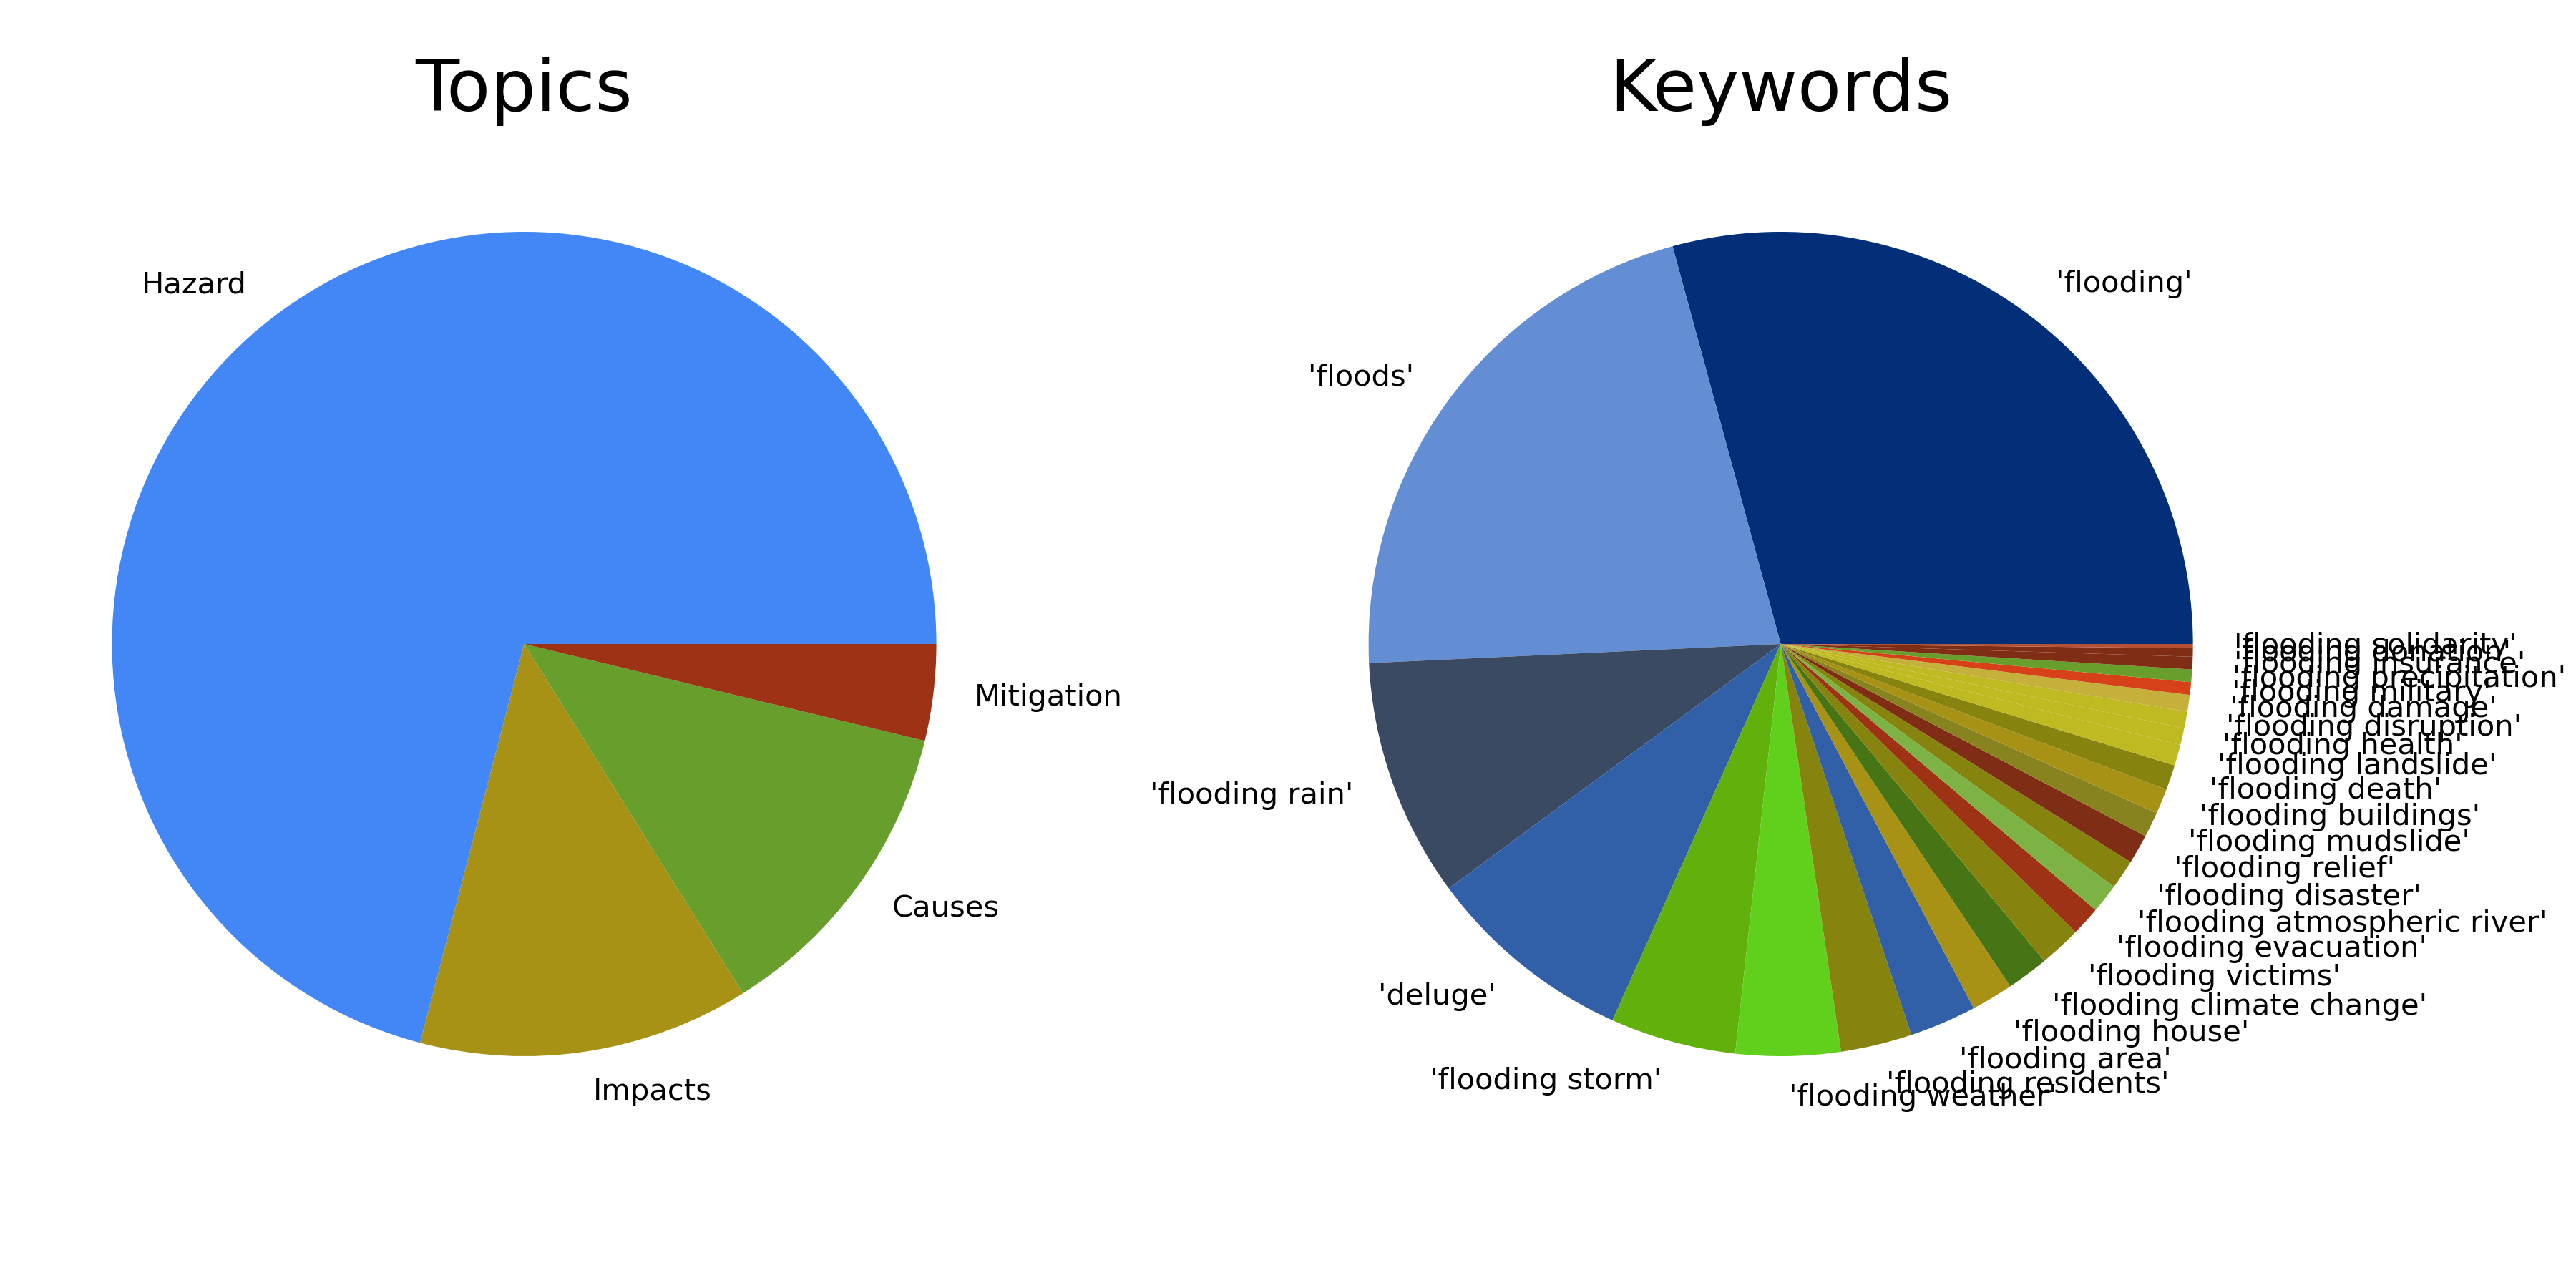 Topics
Keywords
Hazard
Mitigation
Causes
Impacts
'flooding'
'floods'
'flooding rain'
'deluge'
'flooding storm'
'flooding weather'
'flooding residents'
'flooding area'
'flooding house'
'flooding climate change'
'flooding victims'
'flooding evacuation'
'flooding atmospheric river'
'flooding disaster'
'flooding relief'
'flooding mudslide'
'flooding buildings'
'flooding death'
'flooding landslide'
'flooding health'
'flooding disruption'
'flooding damage'
'flooding military'
'flooding precipitation'
'flooding insurance'
'flooding donation'
'flooding solidarity'